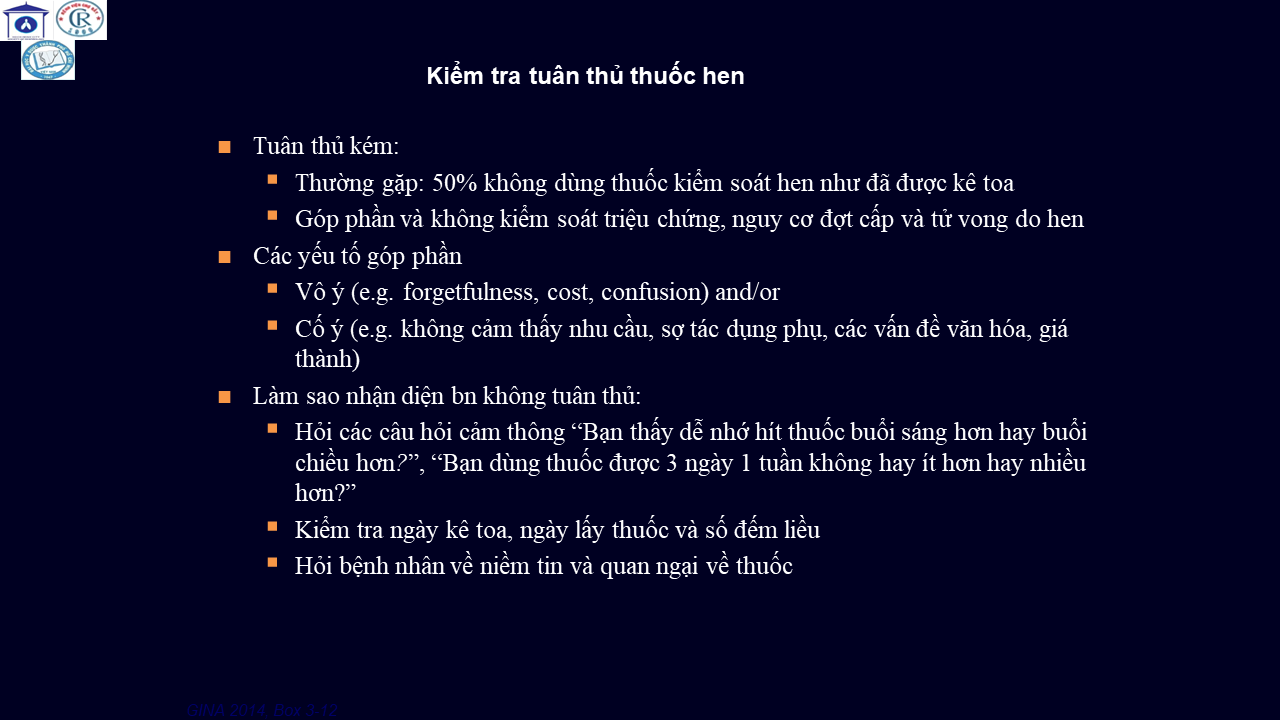 Kiểm tra tuân thủ thuốc hen
Tuân thủ kém:
Thường gặp: 50% không dùng thuốc kiểm soát hen như đã được kê toa
Góp phần và không kiểm soát triệu chứng, nguy cơ đợt cấp và tử vong do hen
Các yếu tố góp phần
Vô ý (e.g. forgetfulness, cost, confusion) and/or
Cố ý (e.g. không cảm thấy nhu cầu, sợ tác dụng phụ, các vấn đề văn hóa, giá
thành)
Làm sao nhận diện bn không tuân thủ:
Hỏi các câu hỏi cảm thông “Bạn thấy dễ nhớ hít thuốc buổi sáng hơn hay buổi
chiều hơn?”, “Bạn dùng thuốc được 3 ngày 1 tuần không hay ít hơn hay nhiều
hơn?”
Kiểm tra ngày kê toa, ngày lấy thuốc và số đếm liều
Hỏi bệnh nhân về niềm tin và quan ngại về thuốc
GINA 2014, Box 3-12